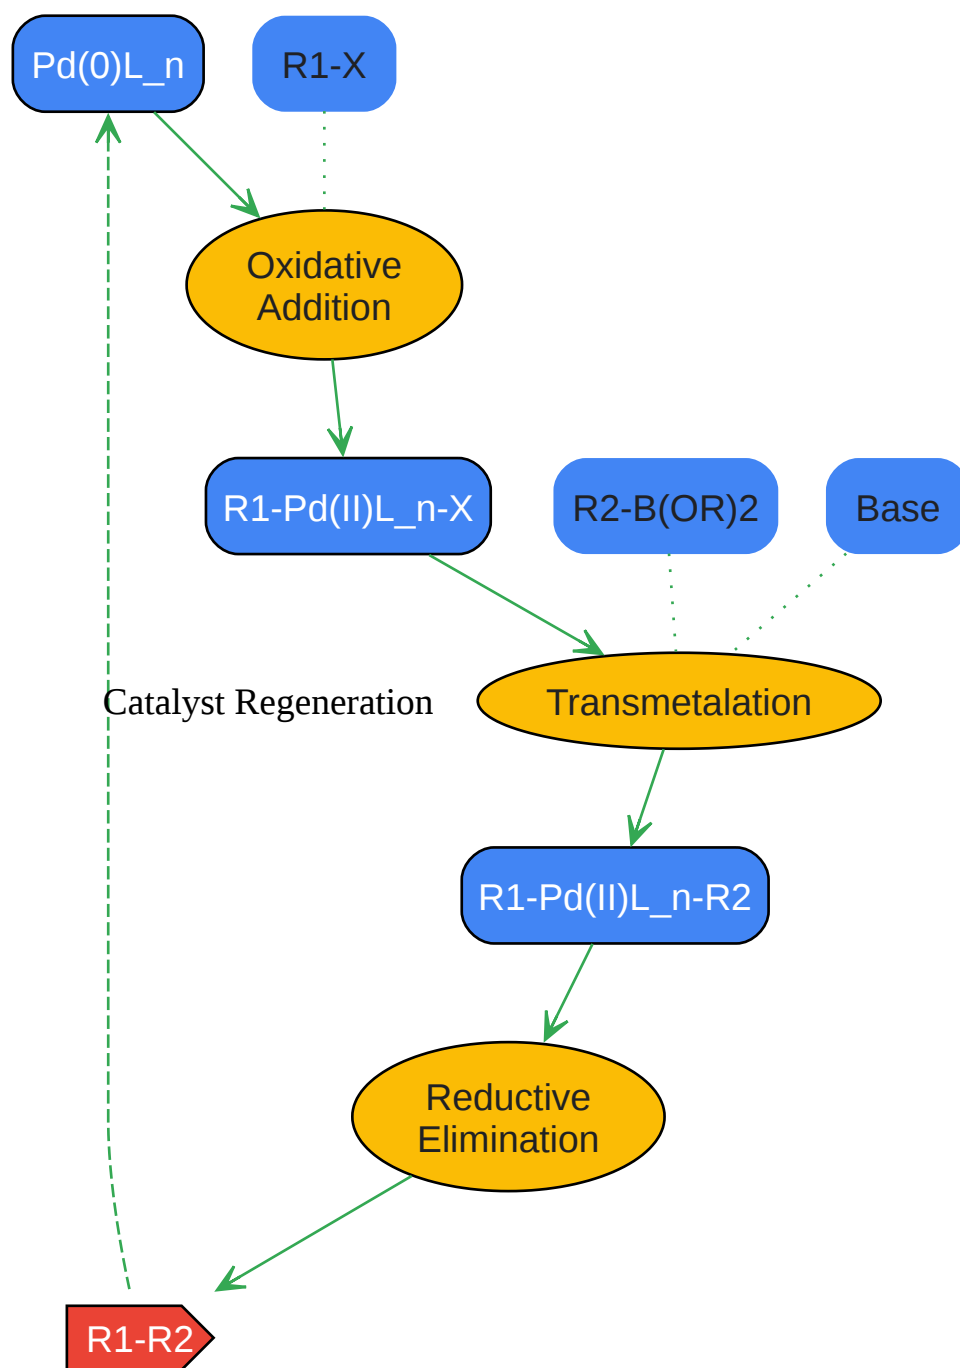 Pd(0)L_n
R1-X
Oxidative
Addition
R1-Pd(II)L_n-X
R2-B(OR)2
Base
Catalyst Regeneration
Transmetalation
R1-Pd(II)L_n-R2
Reductive
Elimination
R1-R2